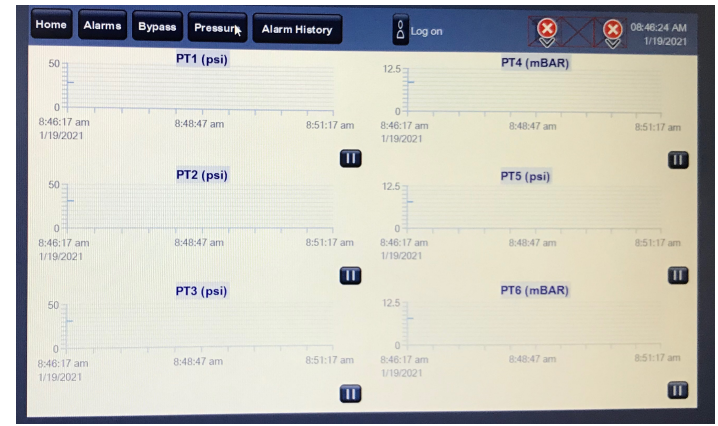 Home Alarms Bypass Pressure Alarm History Log on 08:46:24 AM
1/19/2021
PT1 (psi)
50
0
8:46:17 am 8:48:47 am 8:51:17 am
1/19/2021
PT4 (mBAR)
12.5
0
8:46:17 am 8:48:47 am 8:51:17 am
1/19/2021
PT2 (psi)
50
0
8:46:17 am 8:48:47 am 8:51:17 am
1/19/2021
PT5 (psi)
12.5
0
8:46:17 am 8:48:47 am 8:51:17 am
1/19/2021
PT3 (psi)
50
0
8:46:17 am 8:48:47 am 8:51:17 am
1/19/2021
PT6 (mBAR)
12.5
0
8:46:17 am 8:48:47 am 8:51:17 am
1/19/2021